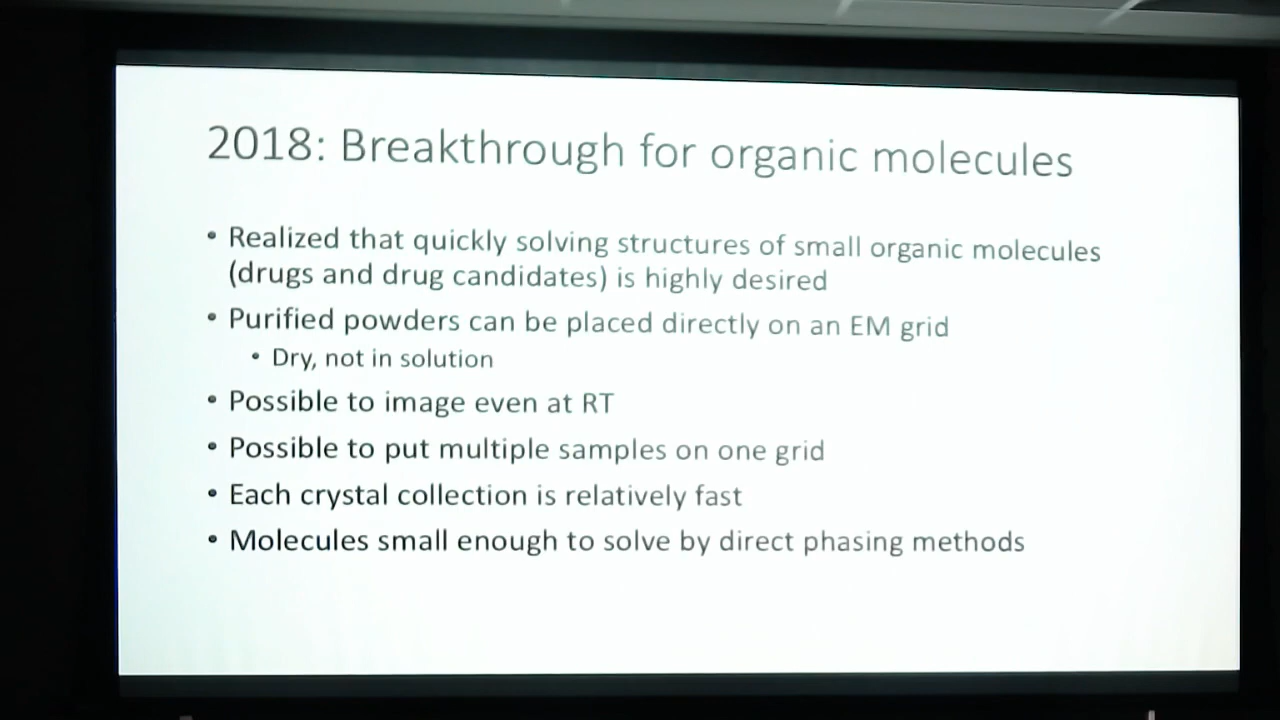 2018: Breakthrough for organic molecules
• Realized that quickly solving structures of small organic molecules
(drugs and drug candidates) is highly desired
• Purified powders can be placed directly on an EM grid
• Dry, not in solution
• Possible to image even at RT
• Possible to put multiple samples on one grid
• Each crystal collection is relatively fast
• Molecules small enough to solve by direct phasing methods